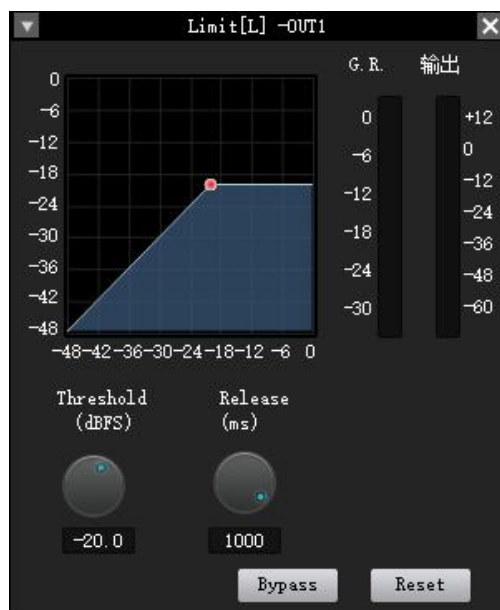 Limit[L] -OUT1
G. R. 输出
0
-6
-12
-18
-24
-30
-36
-42
-48
-48 -42 -36 -30 -24 -18 -12 -6 0
0
-6
-12
-18
-24
-30
+12
0
-12
-24
-36
-48
-60
Threshold
(dBFS)
Release
(ms)
-20.0
1000
Bypass
Reset